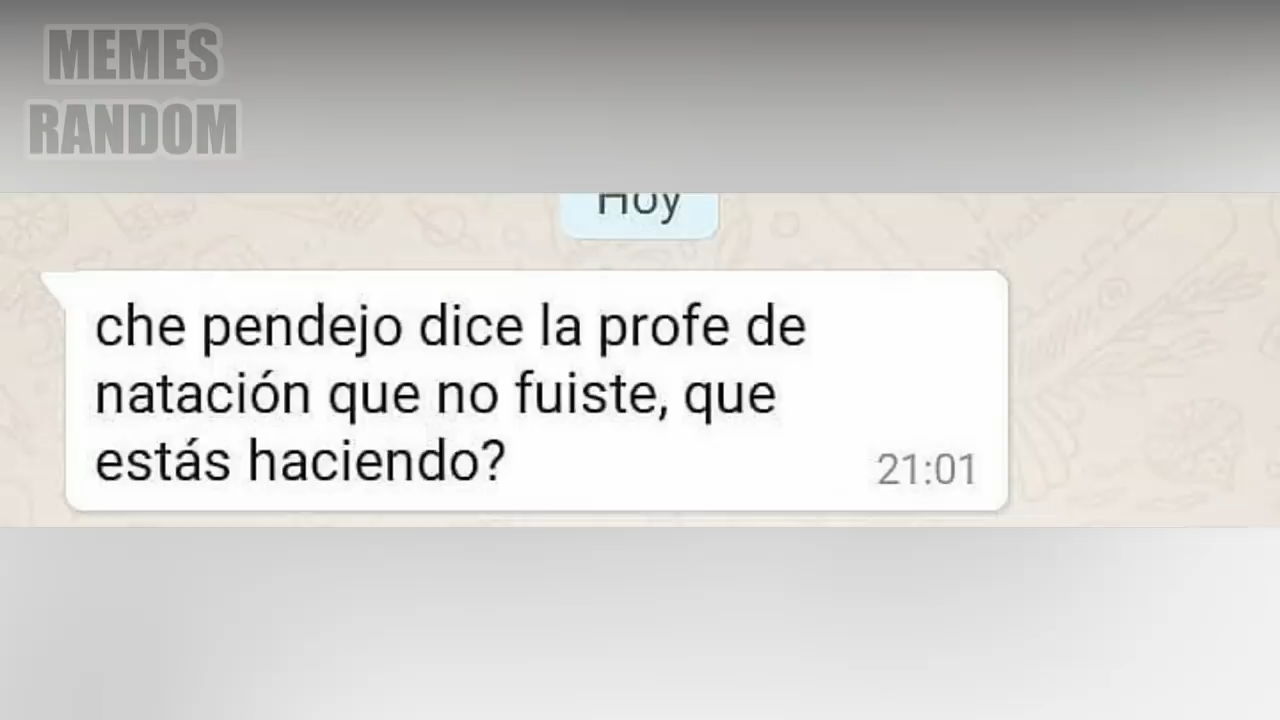 MEMES
RANDOM
Hoy
che pendejo dice la profe de
natación que no fuiste, que
estás haciendo?
21:01